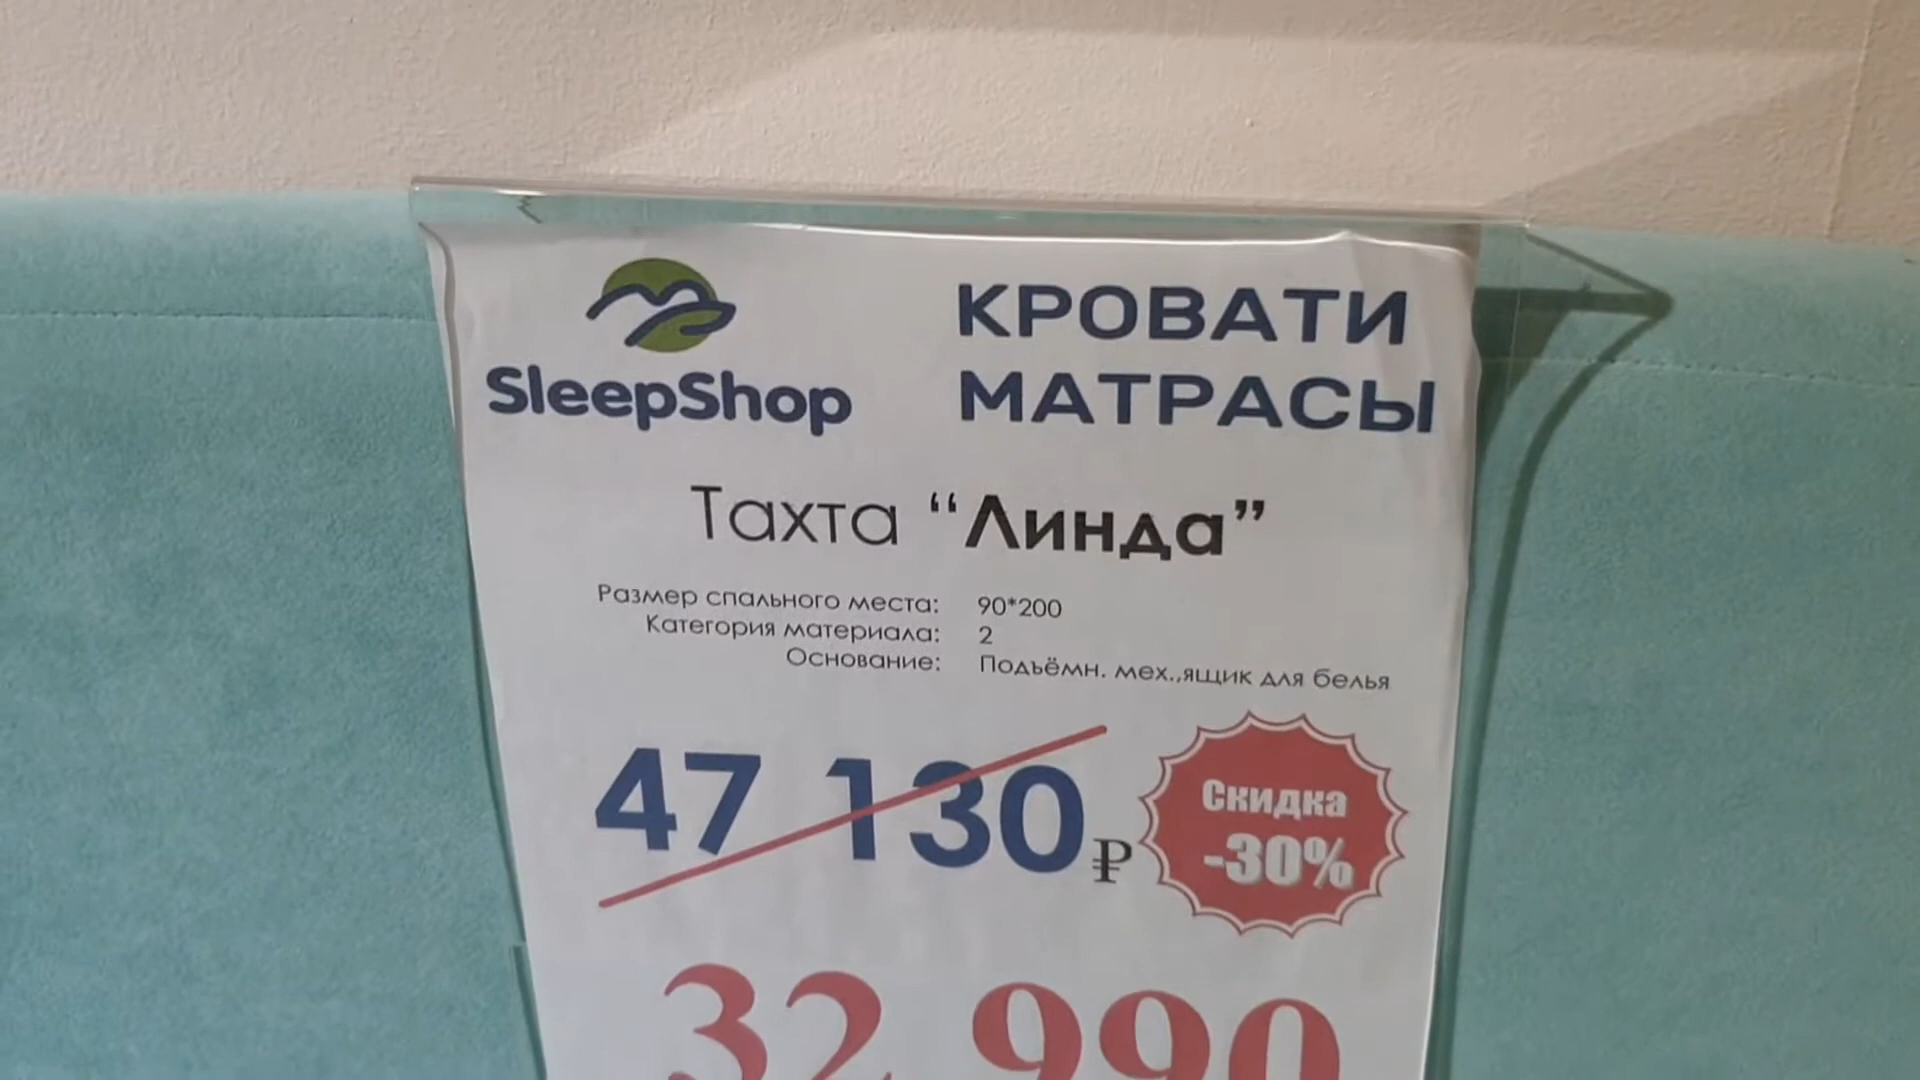 SleepShop
КРОВАТИ
МАТРАСЫ
Тахта “Линда”
Размер спального места: 90*200
Категория материала: 2
Основание: Подъёмн. мех.,ящик для белья
47 130 ₽
Скидка
-30%
32 990